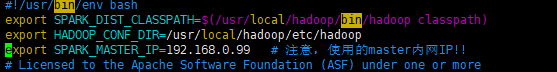 #!/usr/bin/env bash
export SPARK_DIST_CLASSPATH=$(/usr/local/hadoop/bin/hadoop classpath)
export HADOOP_CONF_DIR=/usr/local/hadoop/etc/hadoop
export SPARK_MASTER_IP=192.168.0.99   # 注意. 使用的master内网IP!!
# Licensed to the Apache Software Foundation (ASF) under one or more